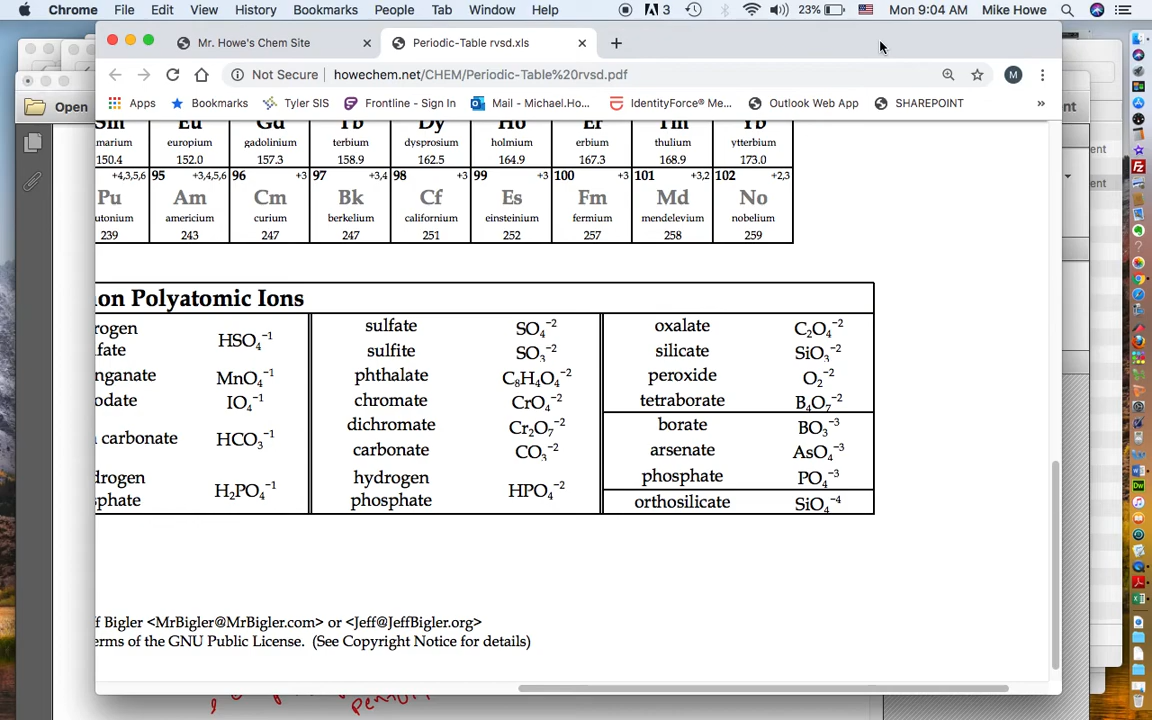 Chrome File Edit View History Bookmarks People Tab Window Help 3 23% Mon 9:04 AM Mike Howe
Mr. Howe's Chem Site Periodic-Table rvsd.xls
Not Secure howechem.net/CHEM/Periodic-Table%20rvsd.pdf M
Apps Bookmarks Tyler SIS Frontline - Sign In Mail - Michael.Ho... IdentityForce® Me... Outlook Web App SHAREPOINT »
Open
Sm Eu Gd Tb Dy Ho Er Tm Yb
marium europium gadolinium terbium dysprosium holmium erbium thulium ytterbium
150.4 152.0 157.3 158.9 162.5 164.9 167.3 168.9 173.0
+4,3,5,6 95 +3,4,5,6 96 +3 97 +3,4 98 +3 99 +3 100 +3 101 +3,2 102 +2,3
Pu Am Cm Bk Cf Es Fm Md No
utonium americium curium berkelium californium einsteinium fermium mendelevium nobelium
239 243 247 247 251 252 257 258 259
on Polyatomic Ions
rogen HSO₄⁻¹ sulfate SO₄⁻² oxalate C₂O₄⁻²
fate sulfite SO₃⁻² silicate SiO₃⁻²
nganate MnO₄⁻¹ phthalate C₈H₄O₄⁻² peroxide O₂⁻²
odate IO₄⁻¹ chromate CrO₄⁻² tetraborate B₄O₇⁻²
carbonate HCO₃⁻¹ dichromate Cr₂O₇⁻² borate BO₃⁻³
carbonate CO₃⁻² arsenate AsO₄⁻³
drogen H₂PO₄⁻¹ hydrogen HPO₄⁻² phosphate PO₄⁻³
sphate phosphate orthosilicate SiO₄⁻⁴
ff Bigler <MrBigler@MrBigler.com> or <Jeff@JeffBigler.org>
erms of the GNU Public License. (See Copyright Notice for details)